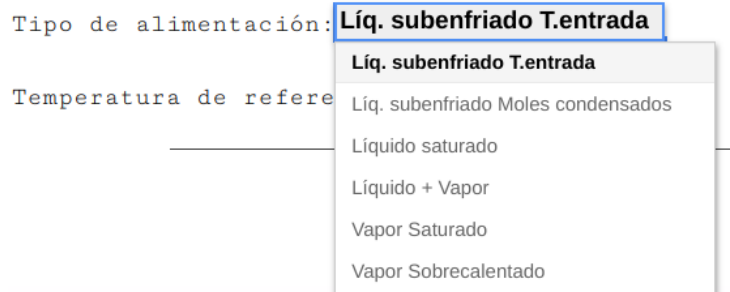 Tipo de alimentación: Líq. subenfriado T.entrada
Líq. subenfriado T.entrada
Temperatura de refere
Líq. subenfriado Moles condensados
Líquido saturado
Líquido + Vapor
Vapor Saturado
Vapor Sobrecalentado